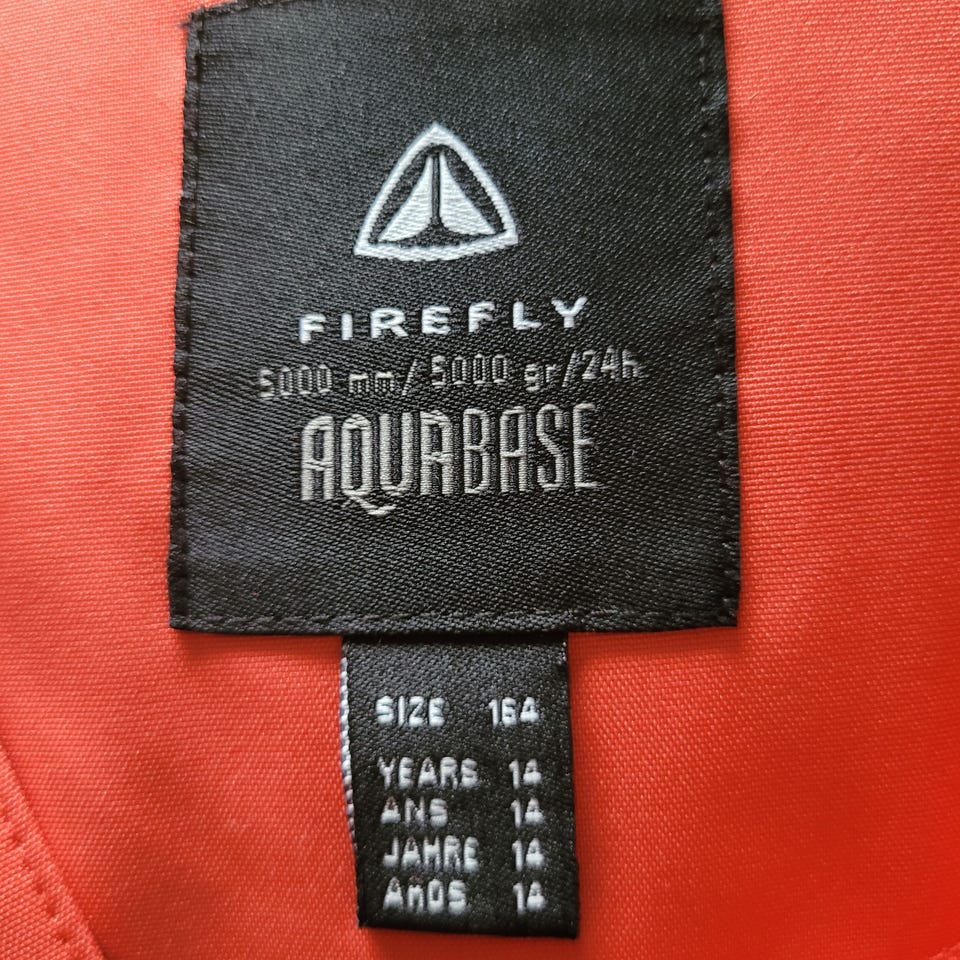 FIREFLY
5000 mm/5000 gr/24h
AQUABASE
SIZE 164
YEARS 14
ANS 14
JAHRE 14
AÑOS 14